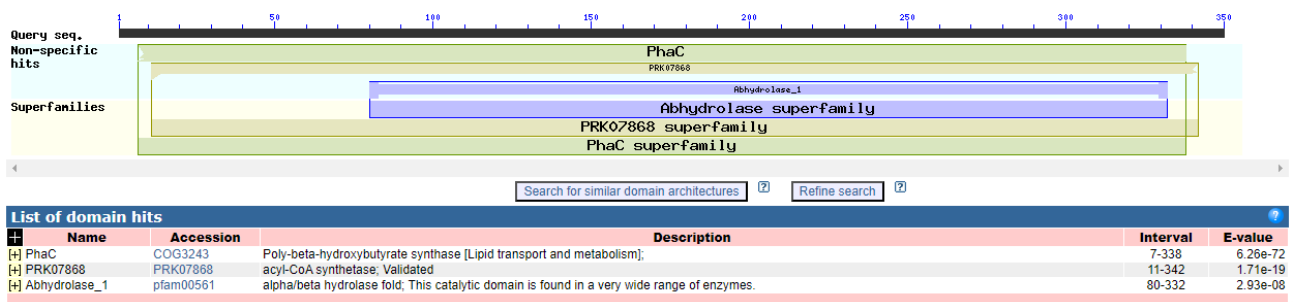 1 50 100 150 200 250 300 350
Query seq.
Non-specific hits
PhaC
PRK07868
Abhydrolase_1
Superfamilies
Abhydrolase superfamily
PRK07868 superfamily
PhaC superfamily
Search for similar domain architectures ? Refine search ?
List of domain hits ?
+ Name Accession Description Interval E-value
[+] PhaC COG3243 Poly-beta-hydroxybutyrate synthase [Lipid transport and metabolism]; 7-338 6.26e-72
[+] PRK07868 PRK07868 acyl-CoA synthetase; Validated 11-342 1.71e-19
[+] Abhydrolase_1 pfam00561 alpha/beta hydrolase fold; This catalytic domain is found in a very wide range of enzymes. 80-332 2.93e-08